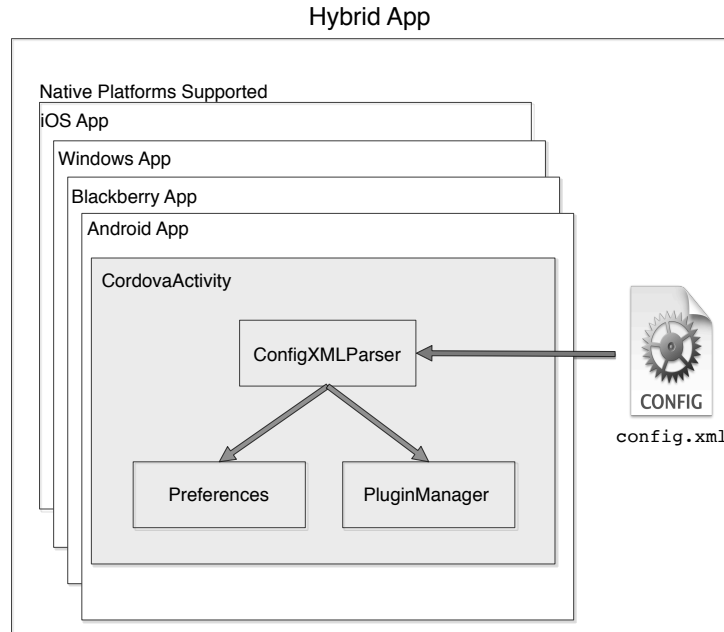 Hybrid App
Native Platforms Supported
iOS App
Windows App
Blackberry App
Android App
CordovaActivity
ConfigXMLParser
CONFIG
config.xml
Preferences
PluginManager